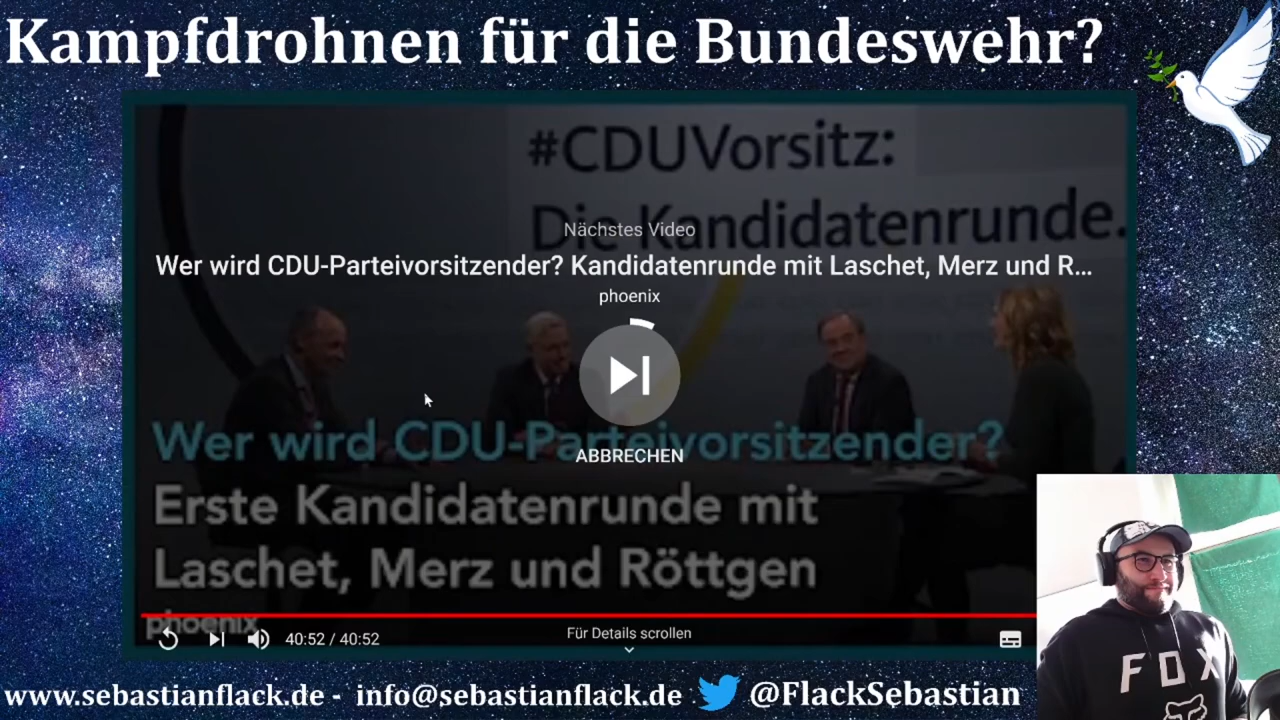 Kampfdrohnen für die Bundeswehr?
#CDUVorsitz:
Die Kandidatenrunde.
Nächstes Video
Wer wird CDU-Parteivorsitzender? Kandidatenrunde mit Laschet, Merz und R...
phoenix
Wer wird CDU-Parteivorsitzender?
ABBRECHEN
Erste Kandidatenrunde mit
Laschet, Merz und Röttgen
phoenix
40:52 / 40:52
Für Details scrollen
FOX
www.sebastianflack.de - info@sebastianflack.de @FlackSebastian